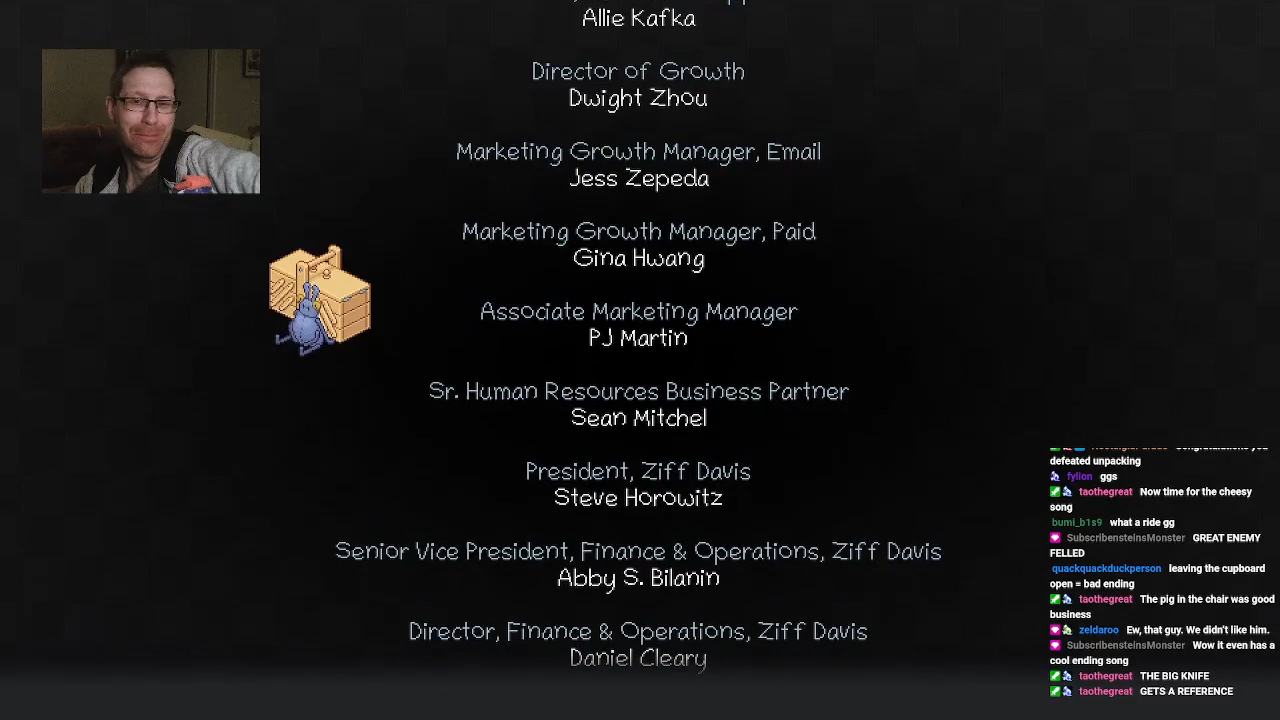 Allie Kafka
Director of Growth
Dwight Zhou
Marketing Growth Manager, Email
Jess Zepeda
Marketing Growth Manager, Paid
Gina Hwang
Associate Marketing Manager
PJ Martin
Sr. Human Resources Business Partner
Sean Mitchel
President, Ziff Davis
Steve Horowitz
Senior Vice President, Finance & Operations, Ziff Davis
Abby S. Bilanin
Director, Finance & Operations, Ziff Davis
Daniel Cleary
defeated unpacking
fylion ggs
taothegreat Now time for the cheesy
song
bumi_b1s9 what a ride gg
SubscribensteinsMonster GREAT ENEMY
FELLED
quackquackduckperson leaving the cupboard
open = bad ending
taothegreat The pig in the chair was good
business
zeldaroo Ew, that guy. We didn't like him.
SubscribensteinsMonster Wow it even has a
cool ending song
taothegreat THE BIG KNIFE
taothegreat GETS A REFERENCE